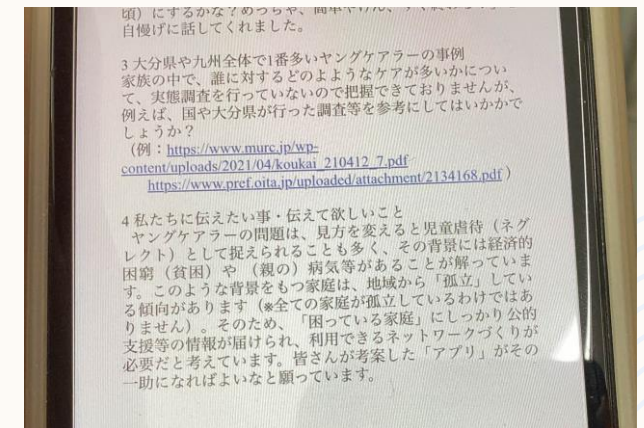 頃）にするかな？めっちゃ、簡単やけん、
自慢げに話してくれました。
3 大分県や九州全体で1番多いヤングケアラーの事例
家族の中で、誰に対するどのよようなケアが多いかについ
て、実態調査を行っていないので把握できておりませんが、
例えば、国や大分県が行った調査等を参考にしてはいかかで
しょうか？
（例：https://www.murc.jp/wp-
content/uploads/2021/04/koukai_210412_7.pdf
https://www.pref.oita.jp/uploaded/attachment/2134168.pdf）
4 私たちに伝えたい事・伝えて欲しいこと
ヤングケアラーの問題は、見方を変えると児童虐待（ネグ
レクト）として捉えられることも多く、その背景には経済的
困窮（貧困）や （親の）病気等があることが解っていま
す。このような背景をもつ家庭は、地域から「孤立」してい
る傾向があります（※全ての家庭が孤立しているわけではあ
りません）。そのため、「困っている家庭」にしっかり公的
支援等の情報が届けられ、利用できるネットワークづくりが
必要だと考えています。皆さんが考案した「アプリ」がその
一助になればよいなと願っています。